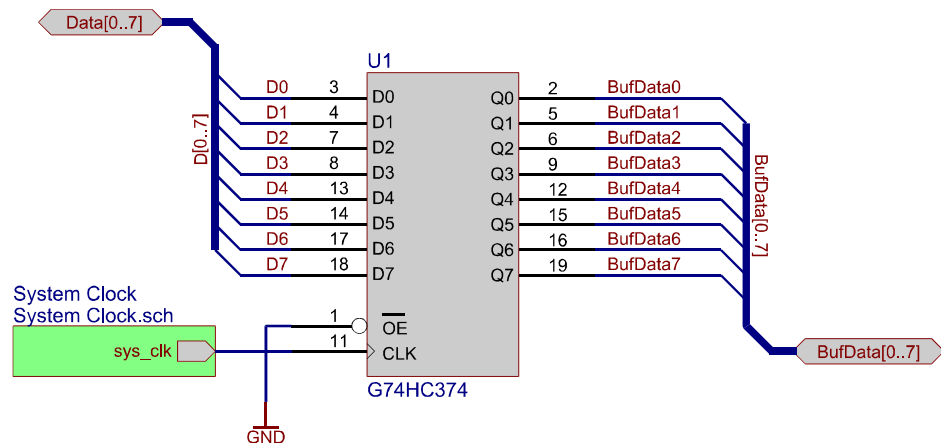 Data[0..7]
U1
D0 3 D0 Q0 2 BufData0
D1 4 D1 Q1 5 BufData1
D2 7 D2 Q2 6 BufData2
D3 8 D3 Q3 9 BufData3
D4 13 D4 Q4 12 BufData4
D5 14 D5 Q5 15 BufData5
D6 17 D6 Q6 16 BufData6
D7 18 D7 Q7 19 BufData7
D[0..7]
BufData[0..7]
System Clock
System Clock.sch
1 OE
sys_clk 11 CLK
BufData[0..7]
G74HC374
GND